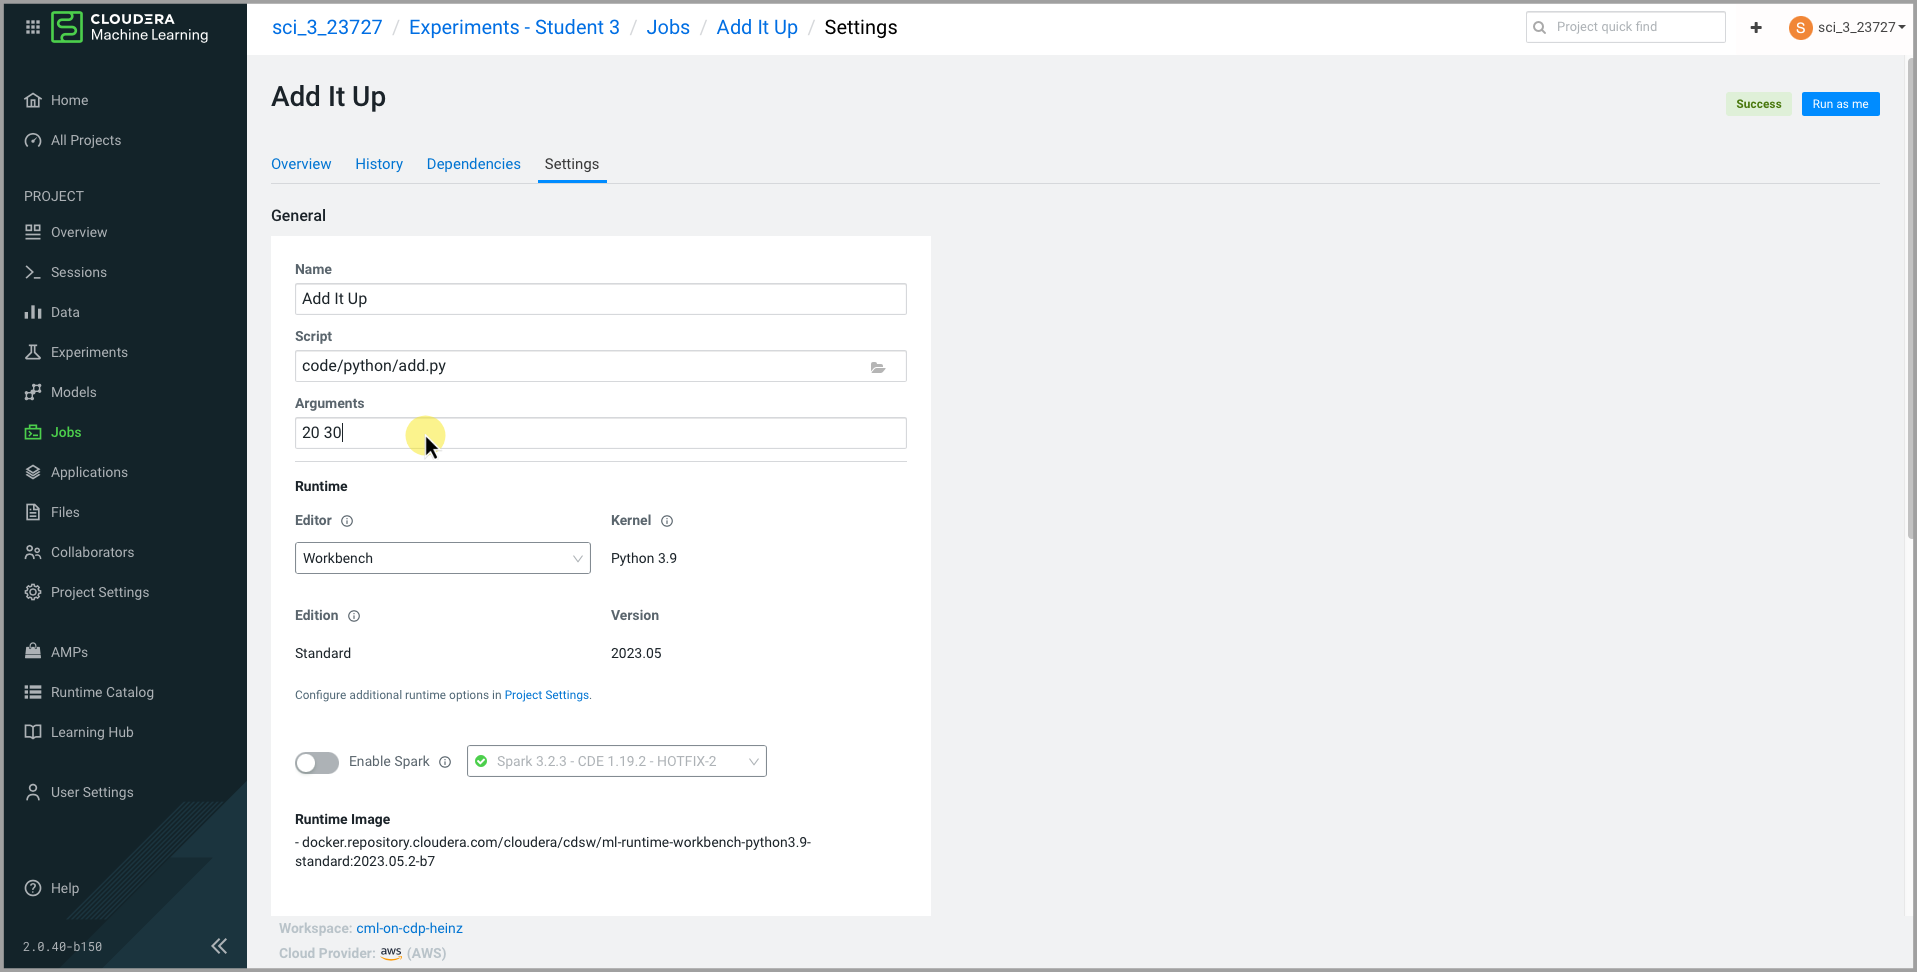 CLOUDERA
Machine Learning
sci_3_23727 / Experiments - Student 3 / Jobs / Add It Up / Settings
Project quick find
+
S sci_3_23727
Home
All Projects
PROJECT
Overview
Sessions
Data
Experiments
Models
Jobs
Applications
Files
Collaborators
Project Settings
AMPs
Runtime Catalog
Learning Hub
User Settings
Help
2.0.40-b150
Add It Up
Success
Run as me
Overview History Dependencies Settings
General
Name
Add It Up
Script
code/python/add.py
Arguments
20 30
Runtime
Editor Kernel
Workbench Python 3.9
Edition Version
Standard 2023.05
Configure additional runtime options in Project Settings.
Enable Spark Spark 3.2.3 - CDE 1.19.2 - HOTFIX-2
Runtime Image
- docker.repository.cloudera.com/cloudera/cdsw/ml-runtime-workbench-python3.9-
standard:2023.05.2-b7
Workspace: cml-on-cdp-heinz
Cloud Provider: aws (AWS)